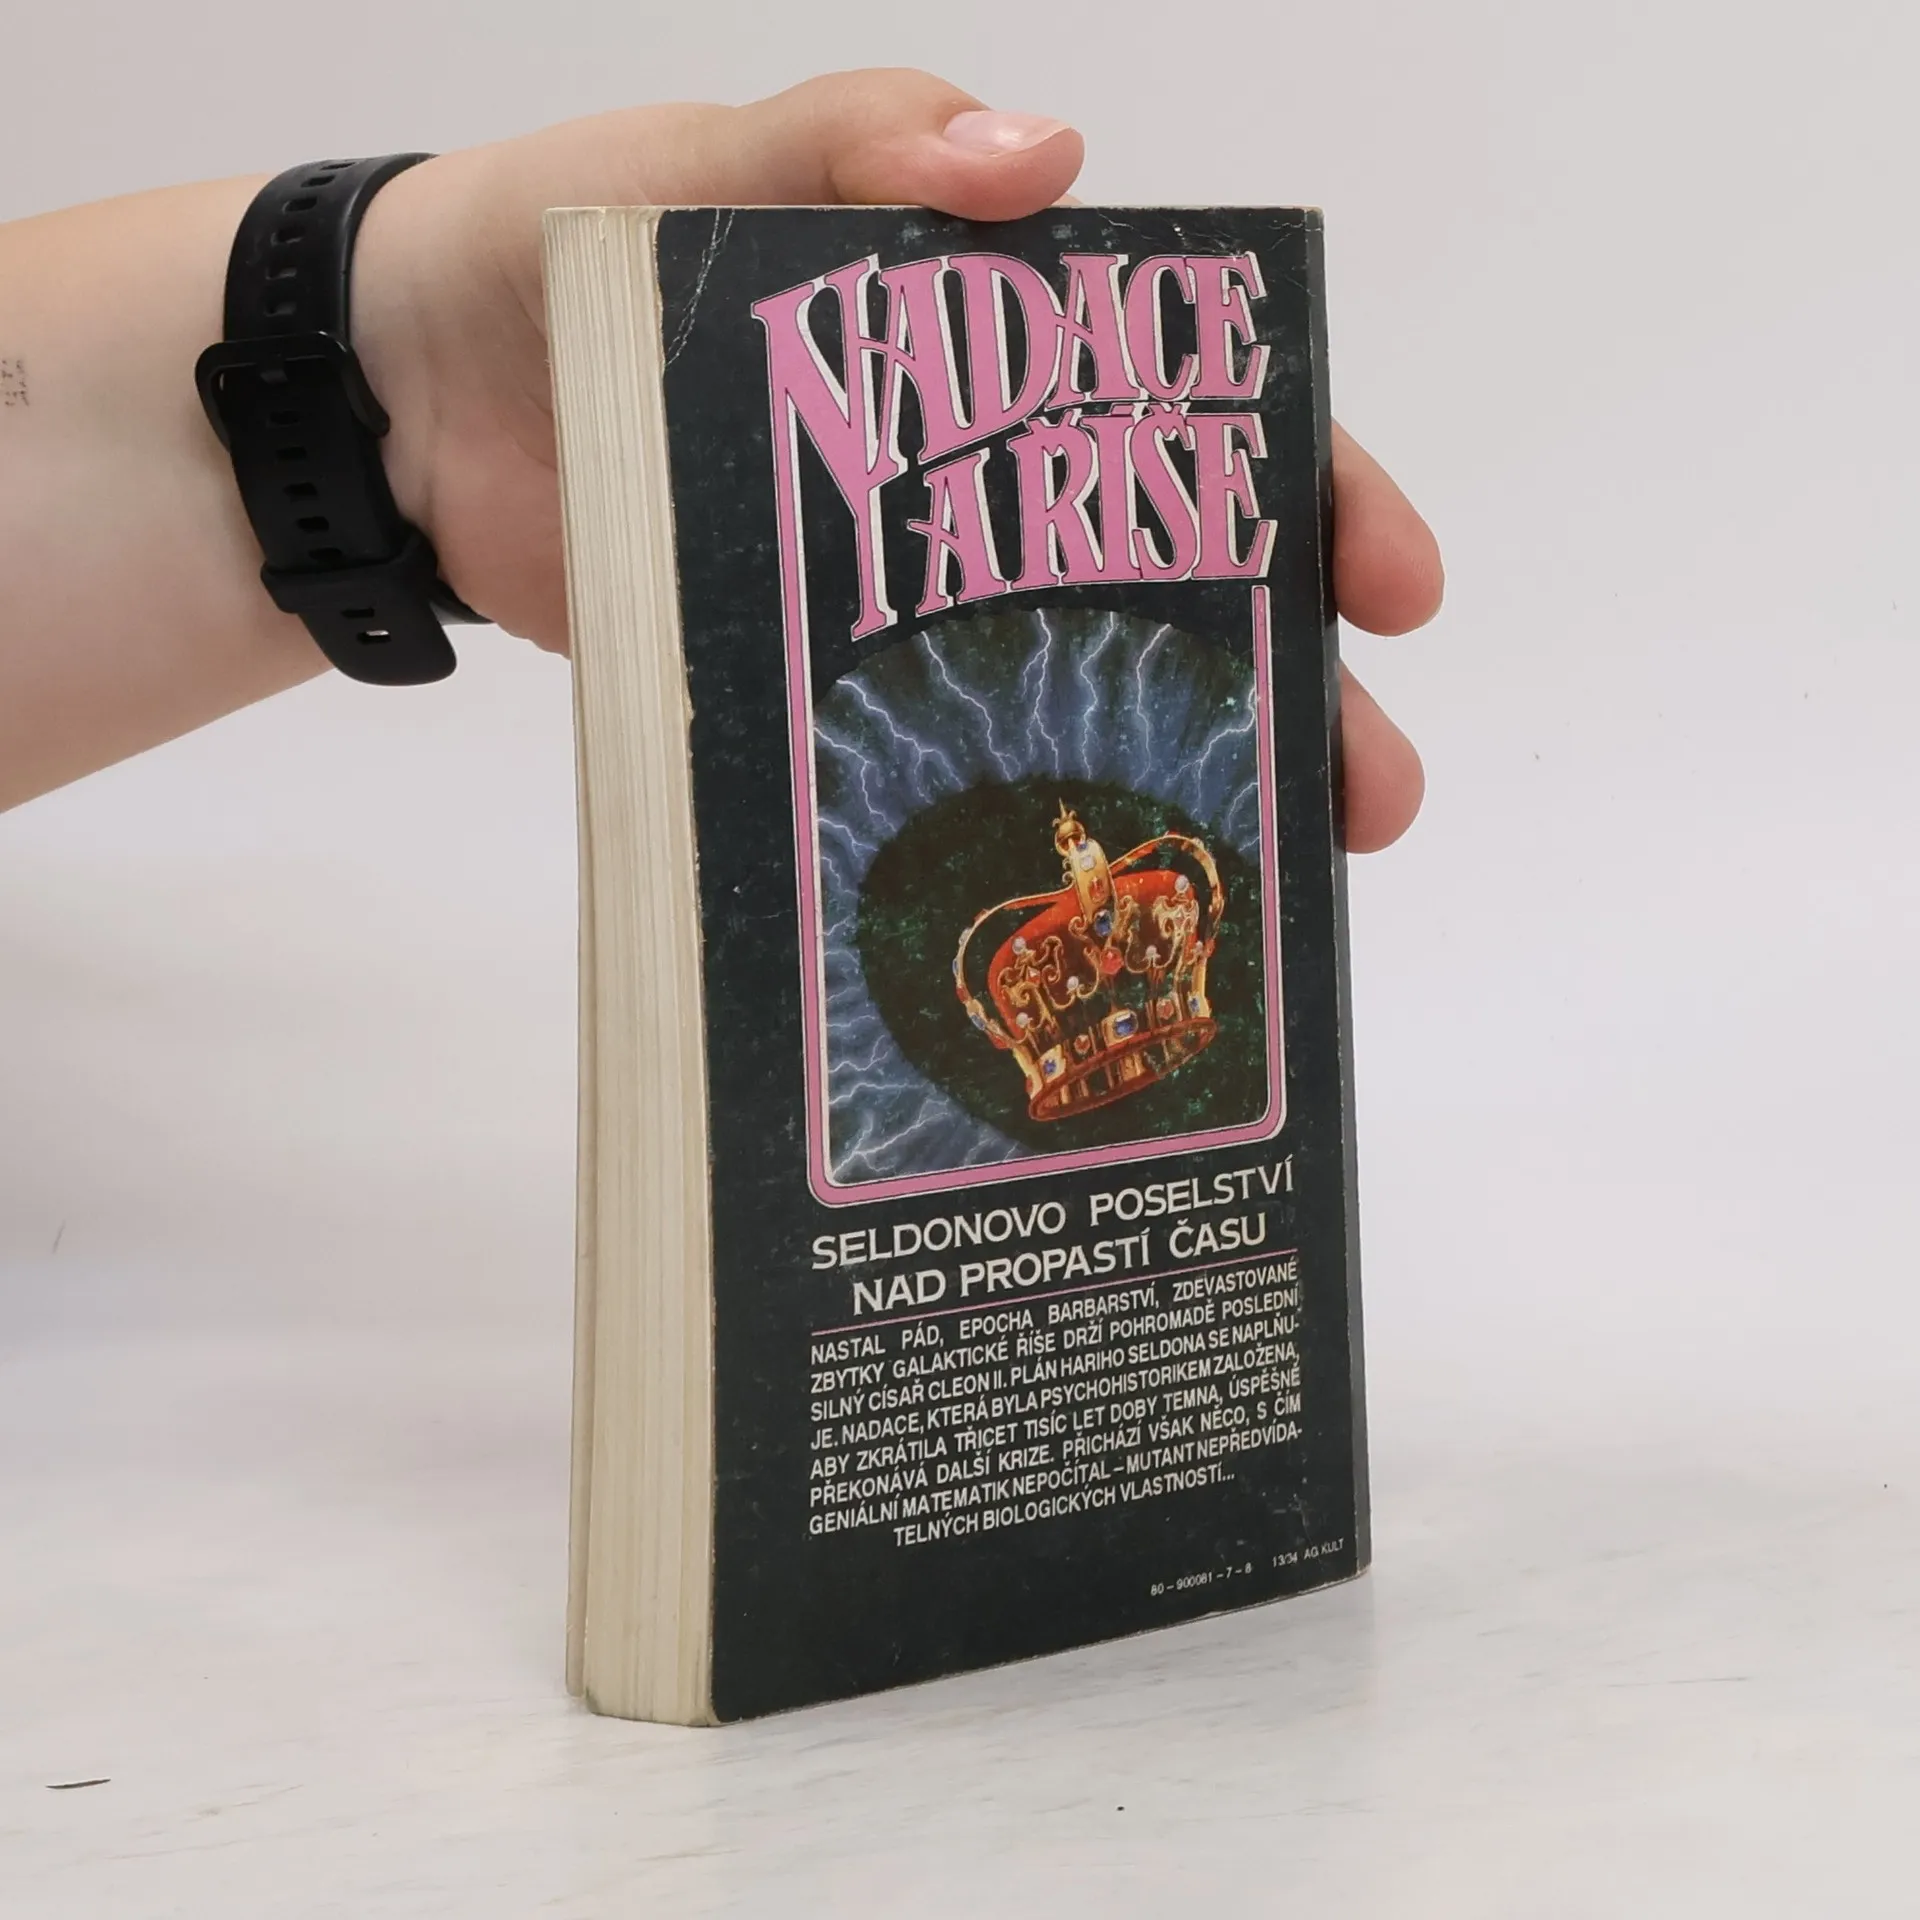 NADACE
A ŘÍŠE
SELDONOVO POSELSTVÍ
NAD PROPASTÍ ČASU
NASTAL PÁD, EPOCHA BARBARSTVÍ, ZDEVASTOVANÉ
ZBYTKY GALAKTICKÉ ŘÍŠE DRŽÍ POHROMADĚ POSLEDNÍ
SILNÝ CÍSAŘ CLEON II. PLÁN HARIHO SELDONA SE NAPLŇU-
JE. NADACE, KTERÁ BYLA PSYCHOHISTORIKEM ZALOŽENA,
ABY ZKRÁTILA TŘICET TISÍC LET DOBY TEMNA, ÚSPĚŠNĚ
PŘEKONÁVÁ DALŠÍ KRIZE. PŘICHÁZÍ VŠAK NĚCO, S ČÍM
GENIÁLNÍ MATEMATIK NEPOČÍTAL – MUTANT NEPŘEDVÍDA-
TELNÝCH BIOLOGICKÝCH VLASTNOSTÍ...
80 – 900081 – 7 – 8 13/34 AG KULT